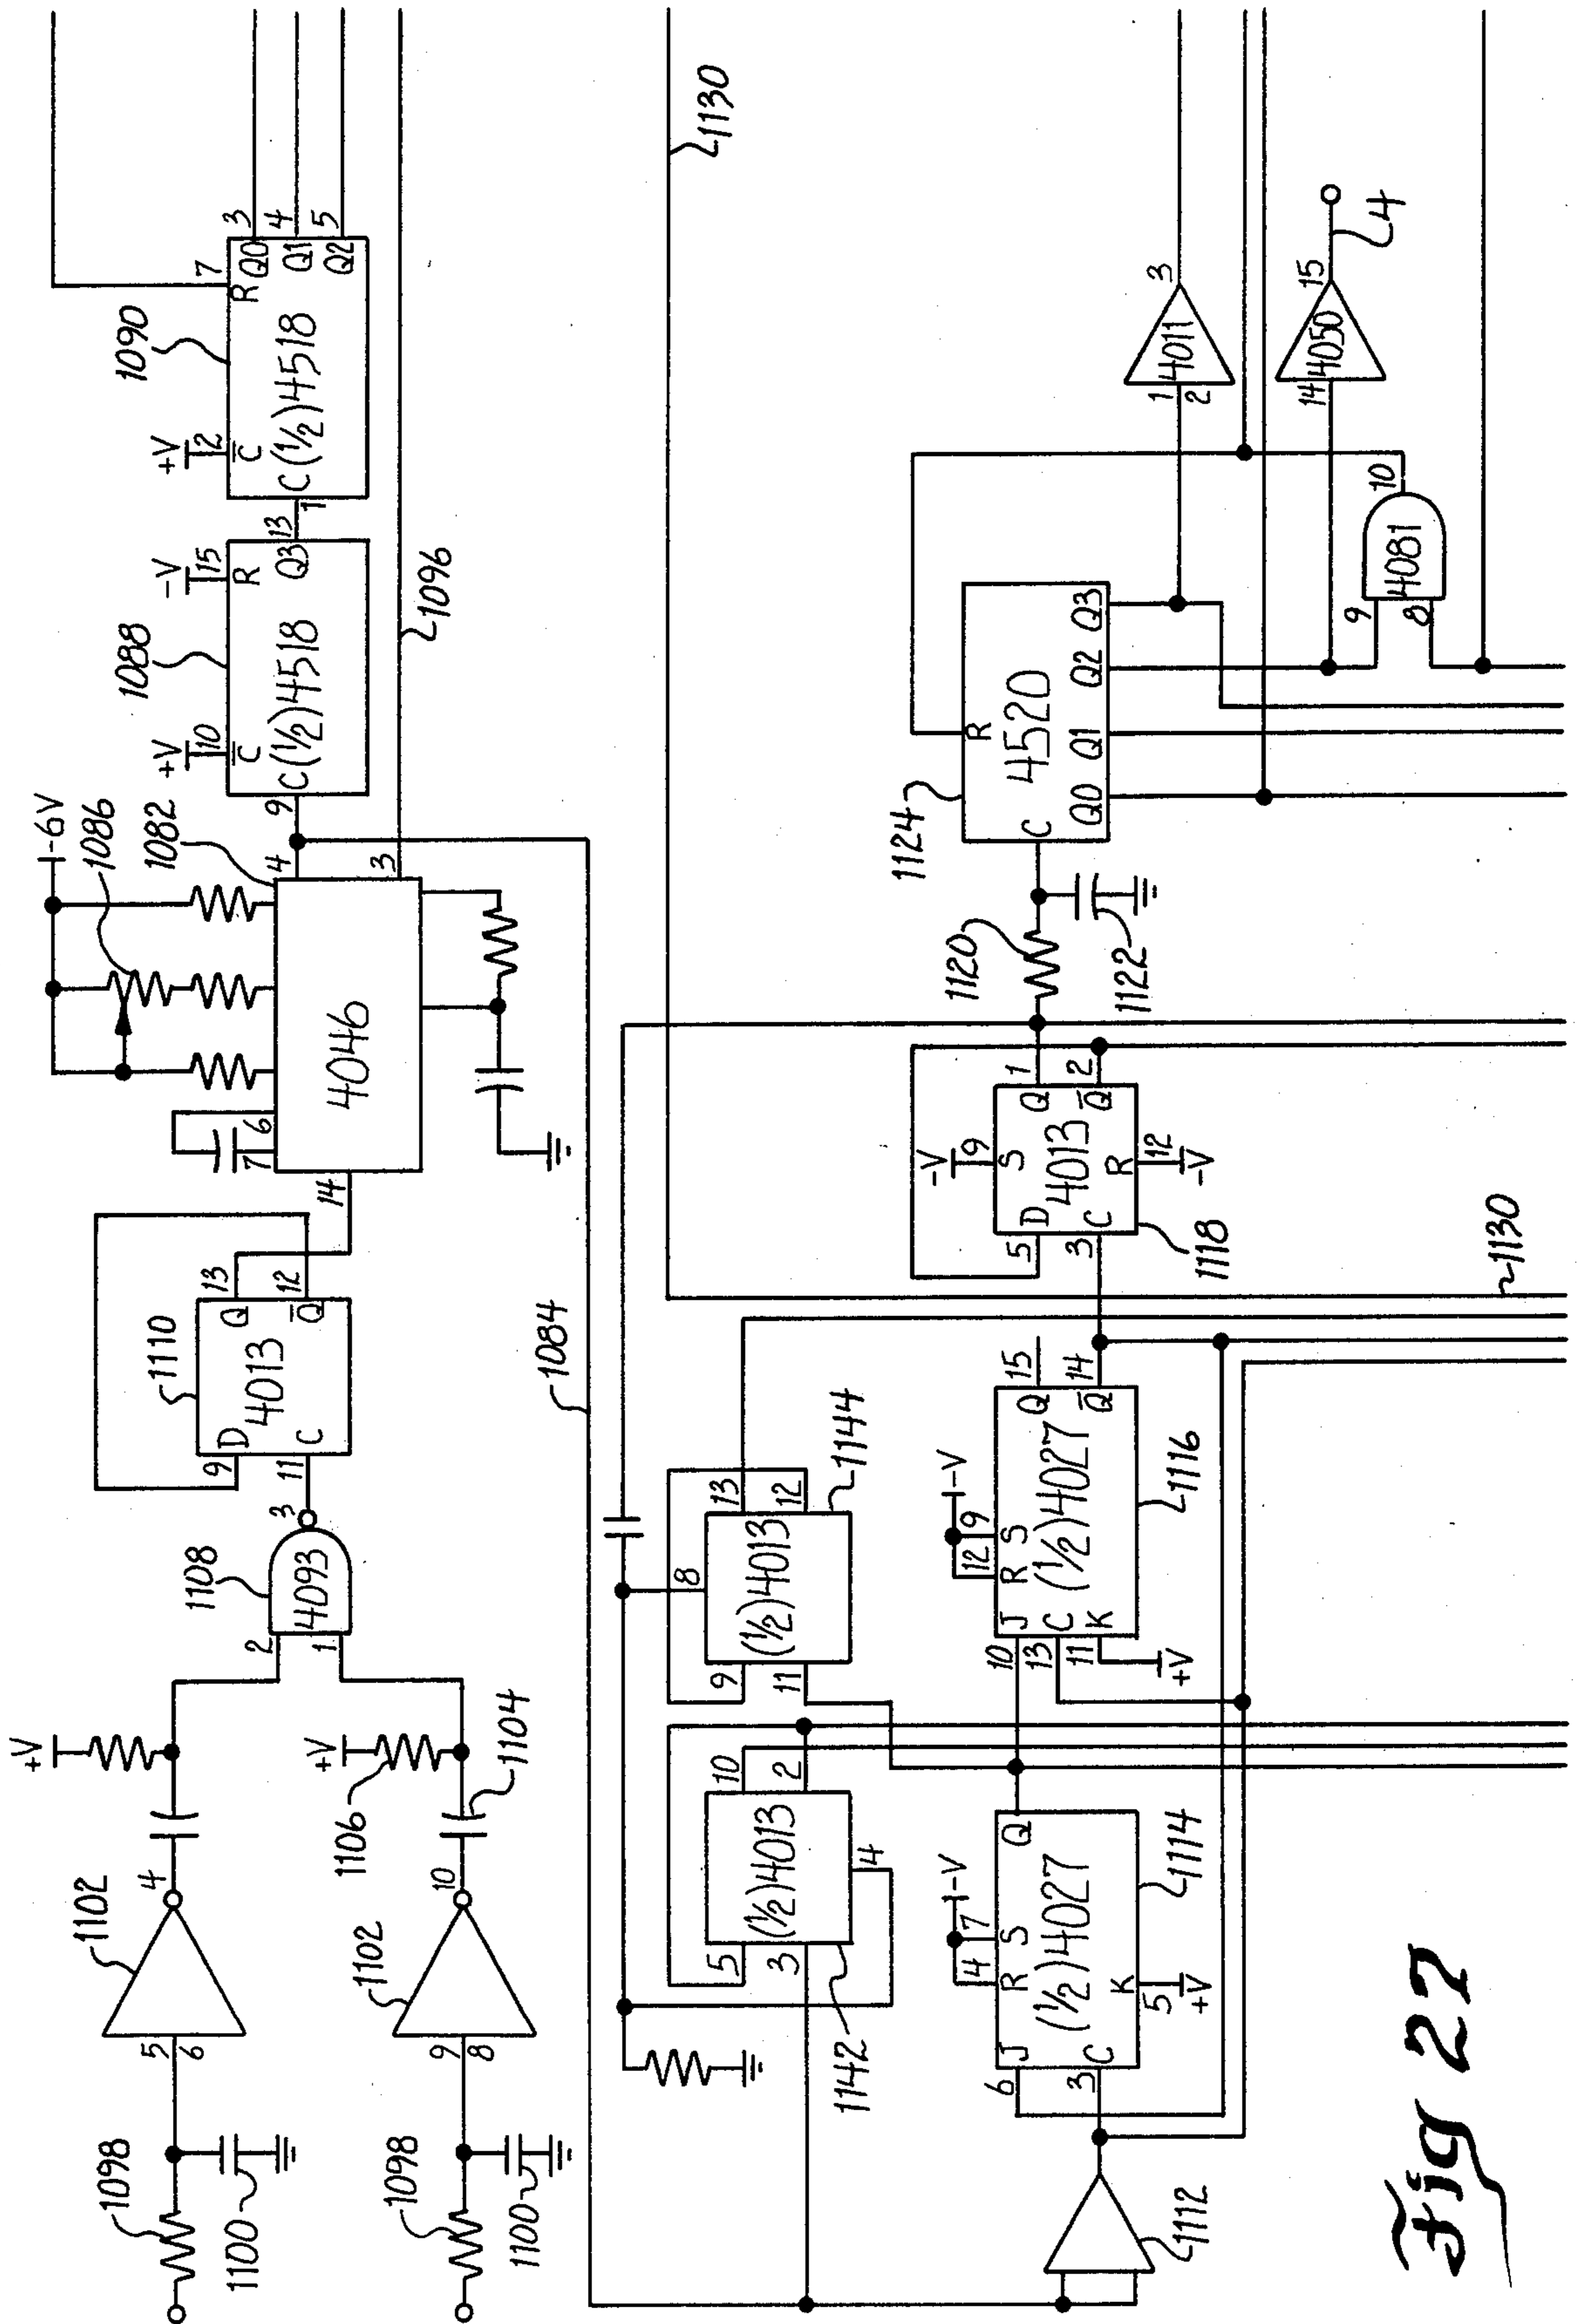 1098
1100
5
6
1102
4
+V
1098
1100
9
8
1102
10
1106
+V
1104
2
1
1108
4093
3
9
11
D
C
4013
1110
Q
13
Q̅
12
14
7
6
4046
-6V
1086
1082
4
3
9
C(½)4518
C̅
10
+V
1088
-V
15
R
Q3
13
1
C(½)4518
C̅
2
+V
1090
R
7
Q0
3
Q1
4
Q2
5
1096
1084
1130
5
3
(½)4013
10
2
4
1142
9
11
(½)4013
8
13
12
1144
1112
6
3
J
C
(½)4027
R
S
4
7
-V
K
5
+V
Q
1114
10
13
11
J
C
K
+V
(½)4027
R
S
12
9
-V
Q
15
Q̅
14
1116
5
3
D
C
4013
S
9
-V
R
12
-V
Q
1
Q̅
2
1118
1130
1120
1122
1124
C
4520
R
Q0
Q1
Q2
Q3
1
2
4011
3
14
4050
15
4
9
8
4081
10
Fig 27